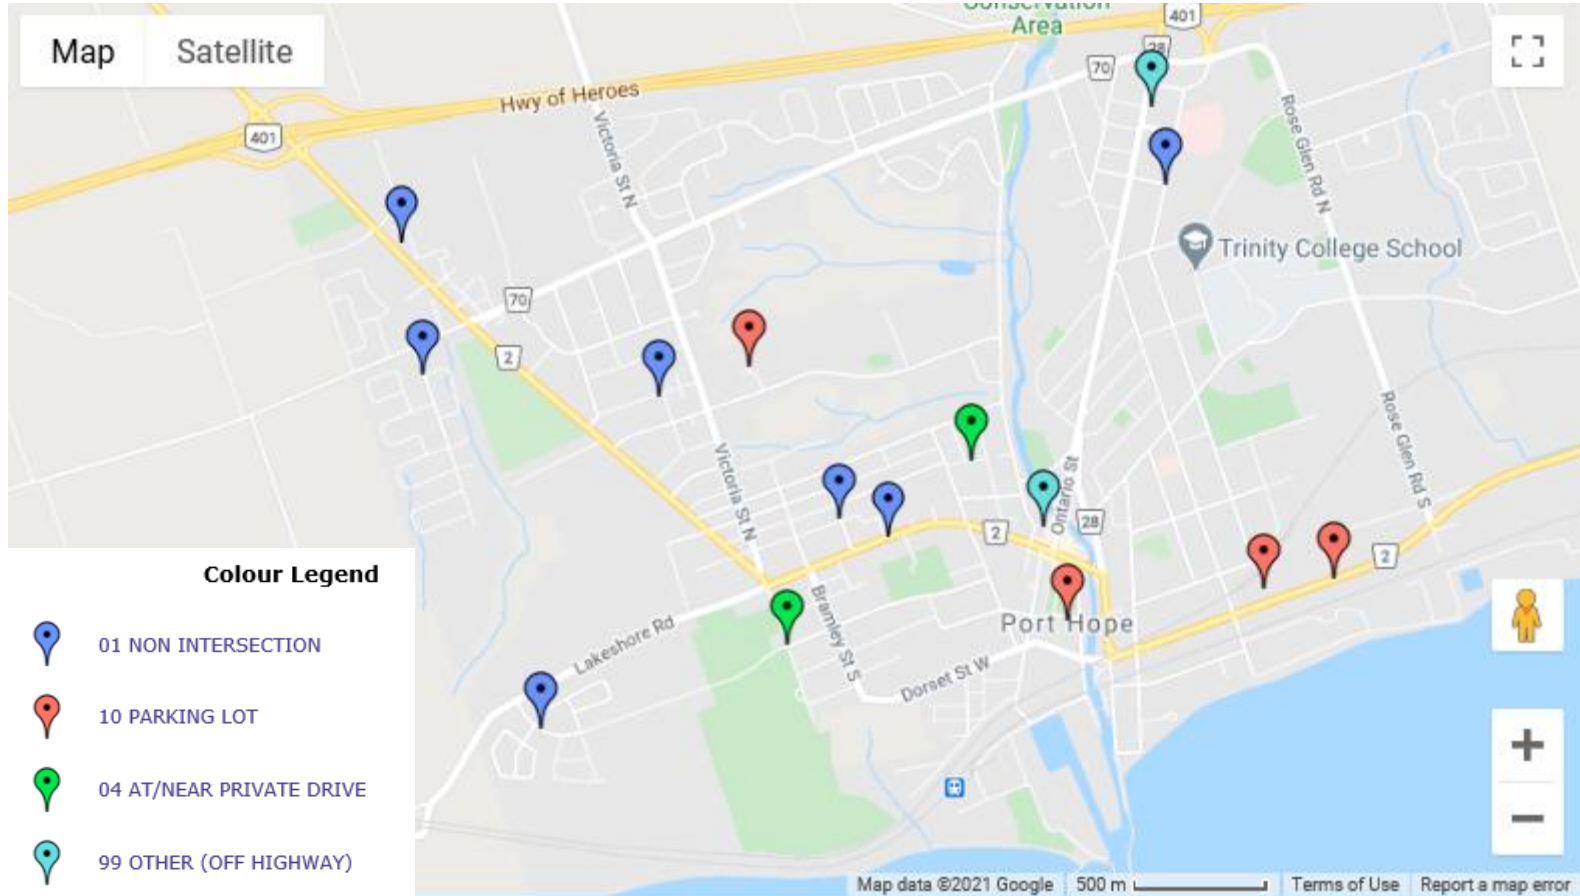 Conservation
Area
401
Map
Satellite
28
70
Hwy of Heroes
401
Victoria St N
Rose Glen Rd N
Trinity College School
70
2
Rose Glen Rd S
Victoria St N
Ontario St
28
2
2
Colour Legend
01 NON INTERSECTION
10 PARKING LOT
04 AT/NEAR PRIVATE DRIVE
99 OTHER (OFF HIGHWAY)
Bramley St S
Port Hope
Lakeshore Rd
Dorset St W
Map data ©2021 Google
500 m
Terms of Use
Report a map error